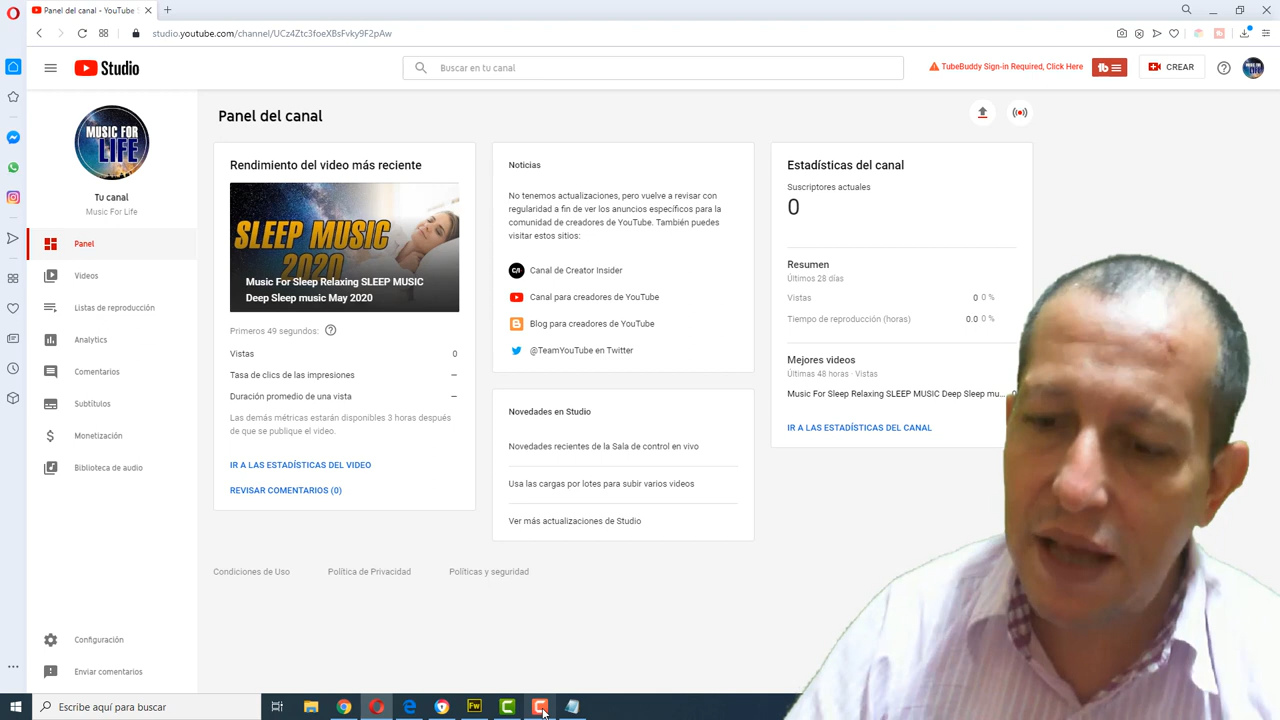 Panel del canal - YouTube
studio.youtube.com/channel/UCz4Ztc3foeXBsFvky9F2pAw
Studio
Buscar en tu canal
TubeBuddy Sign-in Required, Click Here
tb
CREAR
MUSIC FOR
LIFE
Tu canal
Music For Life
Panel
Videos
Listas de reproducción
Analytics
Comentarios
Subtítulos
Monetización
Biblioteca de audio
Configuración
Enviar comentarios
Panel del canal
Rendimiento del video más reciente
SLEEP MUSIC
2020
Music For Sleep Relaxing SLEEP MUSIC
Deep Sleep music May 2020
Primeros 49 segundos:
Vistas 0
Tasa de clics de las impresiones –
Duración promedio de una vista –
Las demás métricas estarán disponibles 3 horas después
de que se publique el video.
IR A LAS ESTADÍSTICAS DEL VIDEO
REVISAR COMENTARIOS (0)
Noticias
No tenemos actualizaciones, pero vuelve a revisar con
regularidad a fin de ver los anuncios específicos para la
comunidad de creadores de YouTube. También puedes
visitar estos sitios:
Canal de Creator Insider
Canal para creadores de YouTube
Blog para creadores de YouTube
@TeamYouTube en Twitter
Novedades en Studio
Novedades recientes de la Sala de control en vivo
Usa las cargas por lotes para subir varios videos
Ver más actualizaciones de Studio
Estadísticas del canal
Suscriptores actuales
0
Resumen
Últimos 28 días
Vistas 0 0 %
Tiempo de reproducción (horas) 0.0 0 %
Mejores videos
Últimas 48 horas · Vistas
Music For Sleep Relaxing SLEEP MUSIC Deep Sleep mu...
IR A LAS ESTADÍSTICAS DEL CANAL
Condiciones de Uso Política de Privacidad Políticas y seguridad
Escribe aquí para buscar
Fw